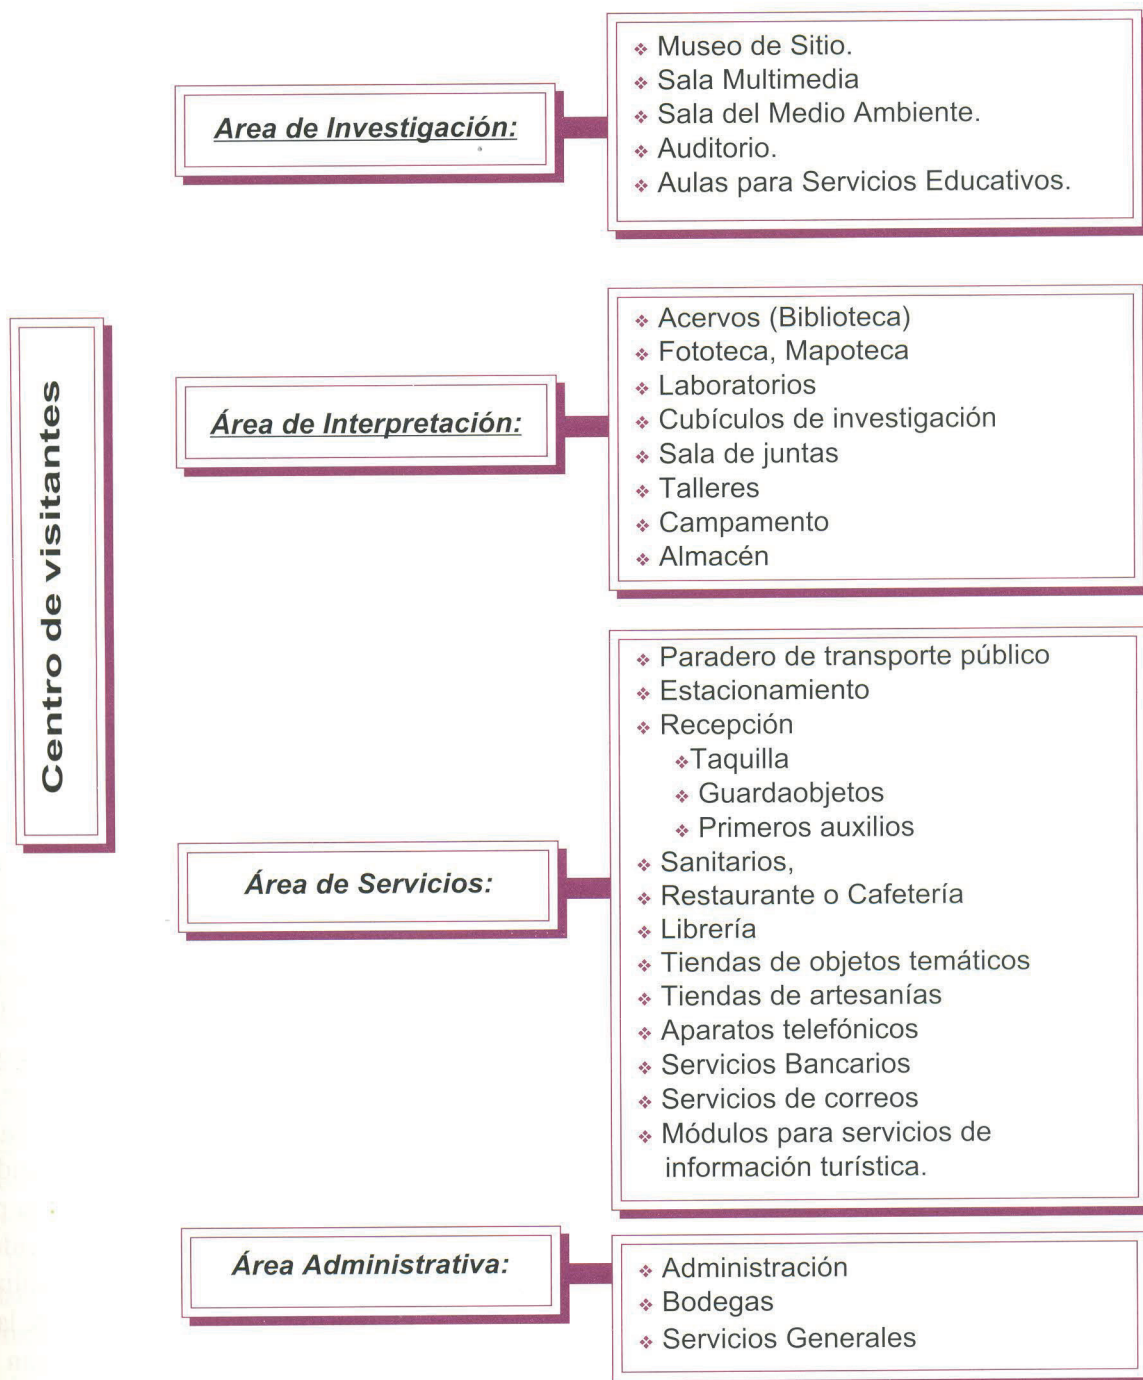 Centro de visitantes
Area de Investigación:
❖ Museo de Sitio.
❖ Sala Multimedia
❖ Sala del Medio Ambiente.
❖ Auditorio.
❖ Aulas para Servicios Educativos.
Área de Interpretación:
❖ Acervos (Biblioteca)
❖ Fototeca, Mapoteca
❖ Laboratorios
❖ Cubículos de investigación
❖ Sala de juntas
❖ Talleres
❖ Campamento
❖ Almacén
Área de Servicios:
❖ Paradero de transporte público
❖ Estacionamiento
❖ Recepción
❖Taquilla
❖ Guardaobjetos
❖ Primeros auxilios
❖ Sanitarios,
❖ Restaurante o Cafetería
❖ Librería
❖ Tiendas de objetos temáticos
❖ Tiendas de artesanías
❖ Aparatos telefónicos
❖ Servicios Bancarios
❖ Servicios de correos
❖ Módulos para servicios de
información turística.
Área Administrativa:
❖ Administración
❖ Bodegas
❖ Servicios Generales